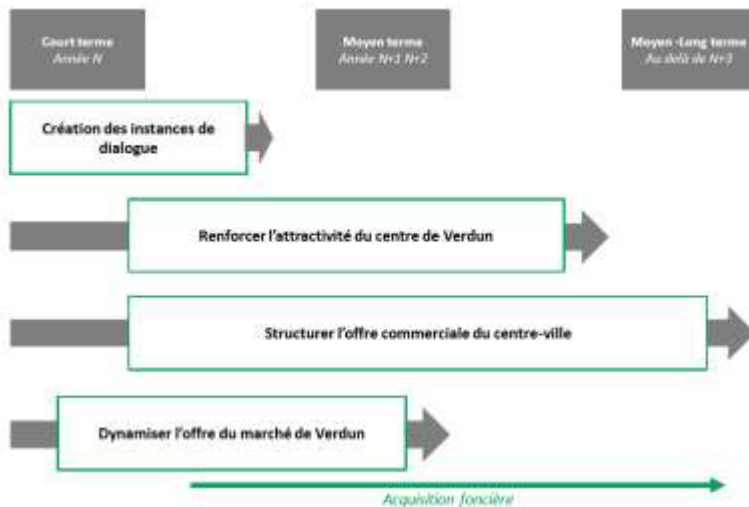 Court terme
Année N
Moyen terme
Année N+1 N+2
Moyen -Long terme
Au delà de N+3
Création des instances de
dialogue
Renforcer l'attractivité du centre de Verdun
Structurer l'offre commerciale du centre-ville
Dynamiser l'offre du marché de Verdun
Acquisition foncière